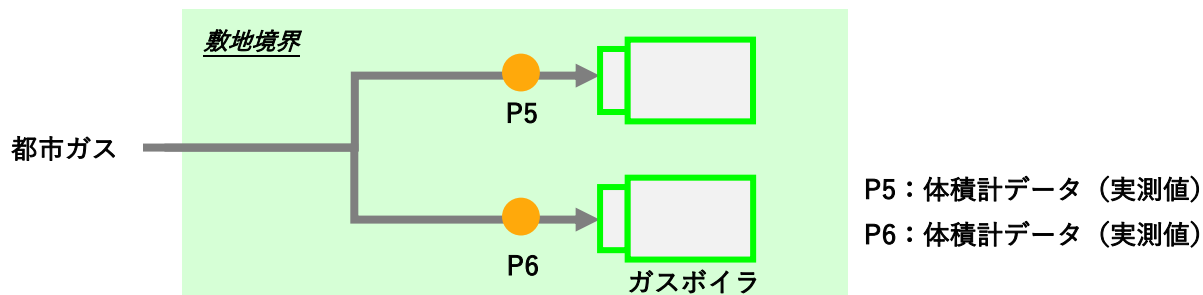 敷地境界
P5
都市ガス
P5：体積計データ（実測値）
P6：体積計データ（実測値）
P6
ガスボイラ